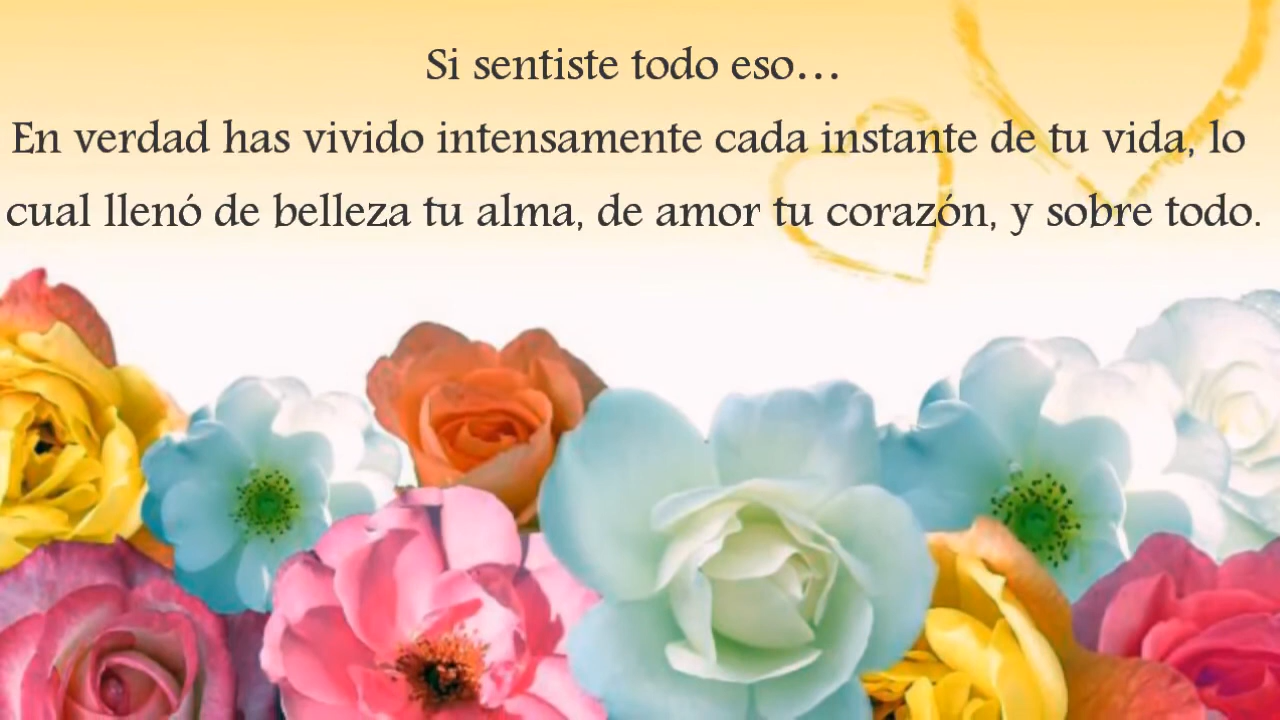 Si sentiste todo eso...
En verdad has vivido intensamente cada instante de tu vida, lo
cual llenó de belleza tu alma, de amor tu corazón, y sobre todo.